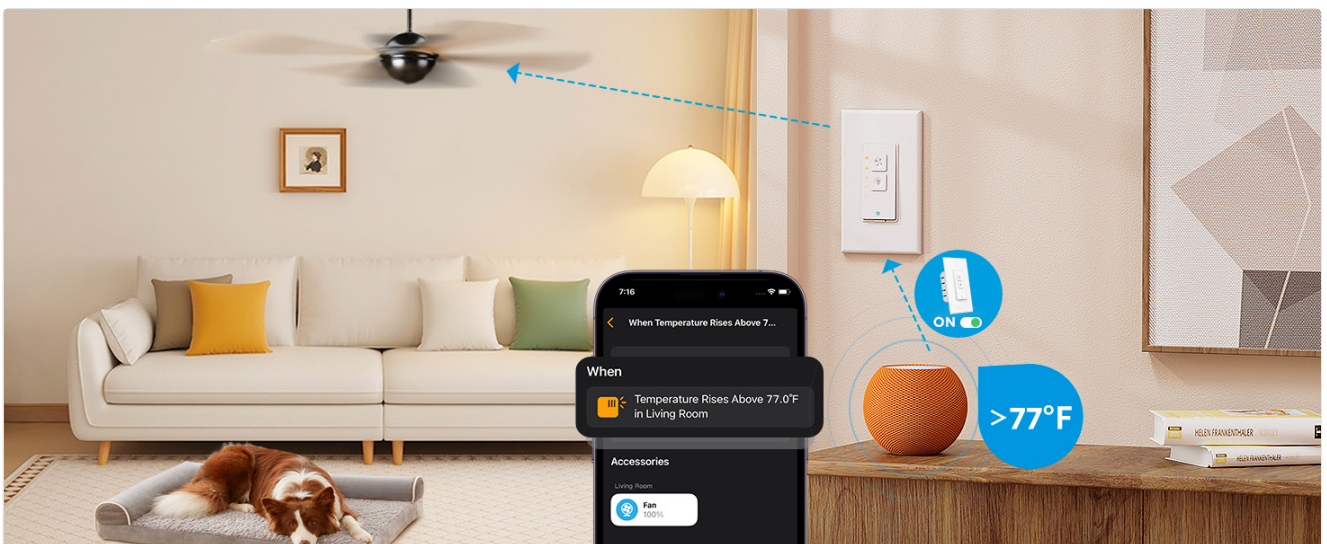 7:16
When Temperature Rises Above 7...
When
Temperature Rises Above 77.0°F
in Living Room
Accessories
Living Room
Fan
100%
ON
>77°F
HELEN FRANKENTHALER
HELEN FRANKENTHALER